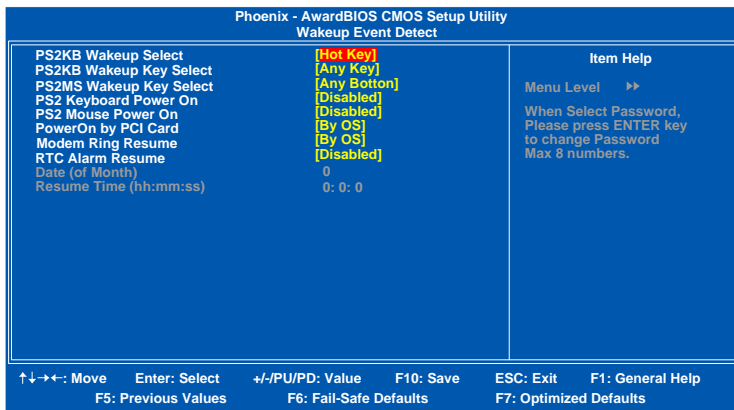 Phoenix - AwardBIOS CMOS Setup Utility
Wakeup Event Detect
PS2KB Wakeup Select [Hot Key]
PS2KB Wakeup Key Select [Any Key]
PS2MS Wakeup Key Select [Any Botton]
PS2 Keyboard Power On [Disabled]
PS2 Mouse Power On [Disabled]
PowerOn by PCI Card [By OS]
Modem Ring Resume [By OS]
RTC Alarm Resume [Disabled]
Date (of Month) 0
Resume Time (hh:mm:ss) 0: 0: 0
Item Help
Menu Level ▸▸
When Select Password,
Please press ENTER key
to change Password
Max 8 numbers.
↑↓→←: Move Enter: Select +/-/PU/PD: Value F10: Save ESC: Exit F1: General Help
F5: Previous Values F6: Fail-Safe Defaults F7: Optimized Defaults